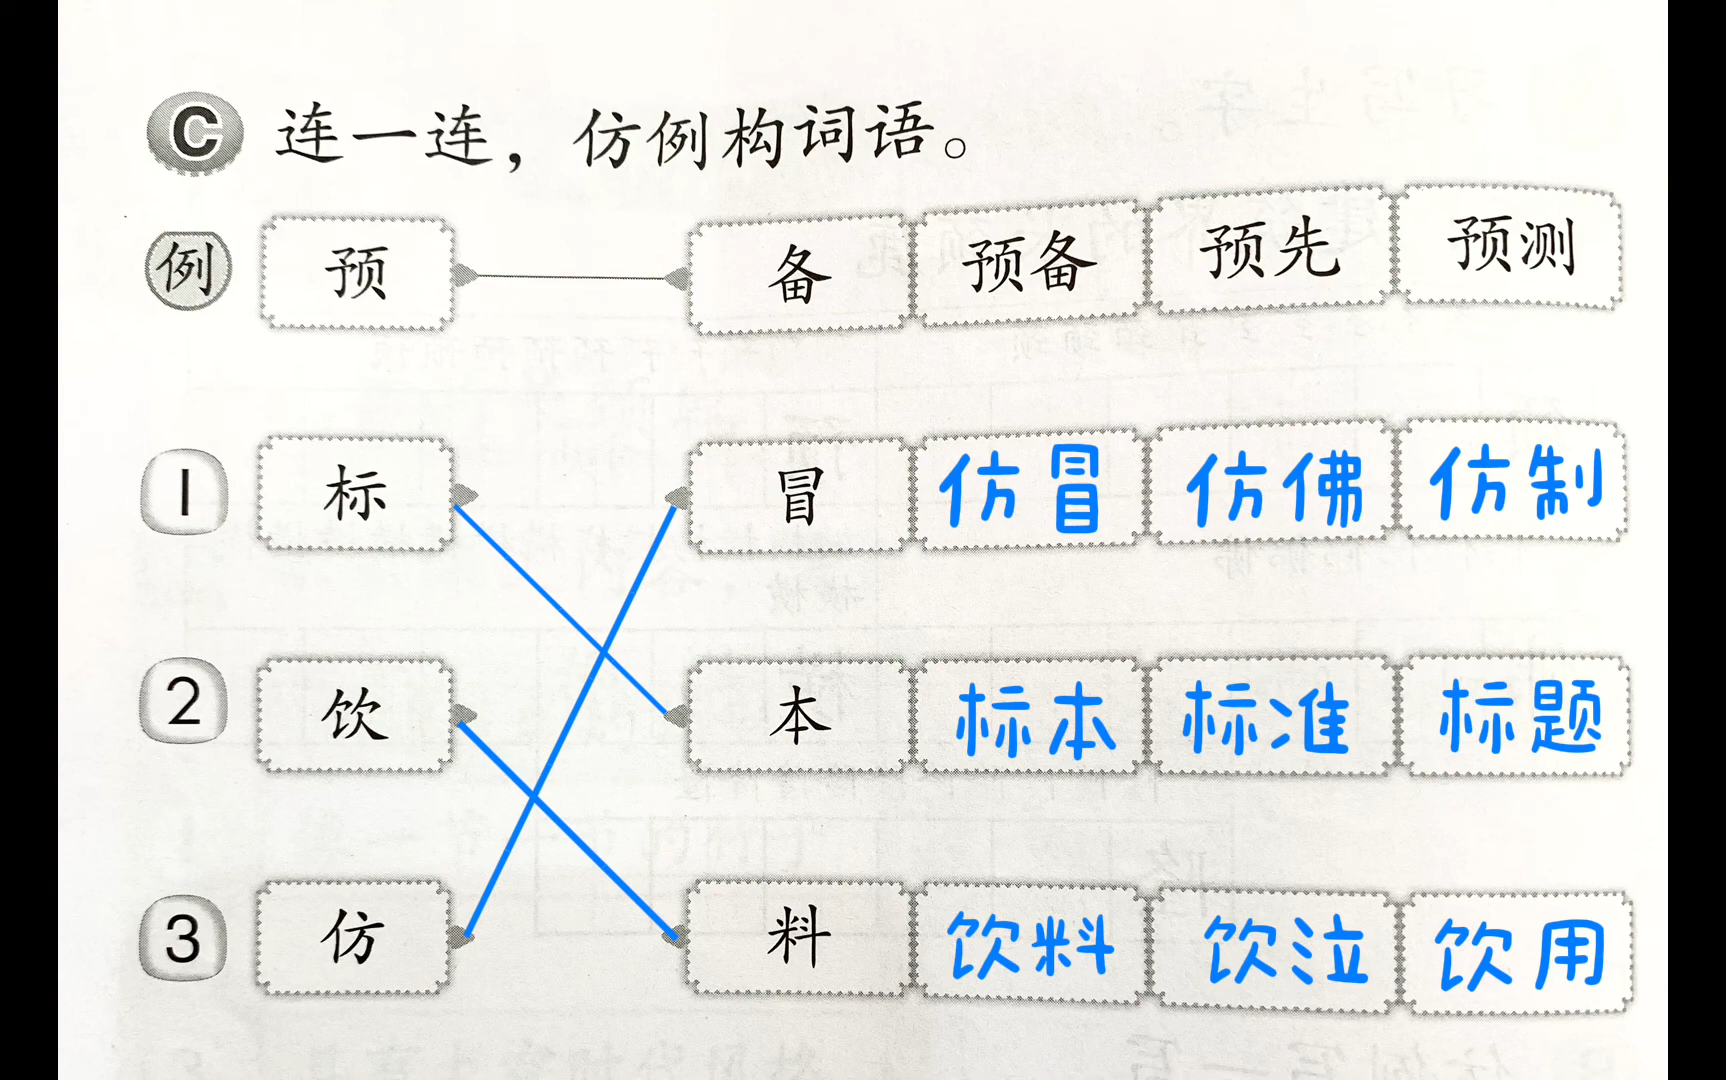 C 连一连，仿例构词语。
例 预 备 预备 预先 预测
1 标 冒 仿冒 仿佛 仿制
2 饮 本 标本 标准 标题
3 仿 料 饮料 饮泣 饮用